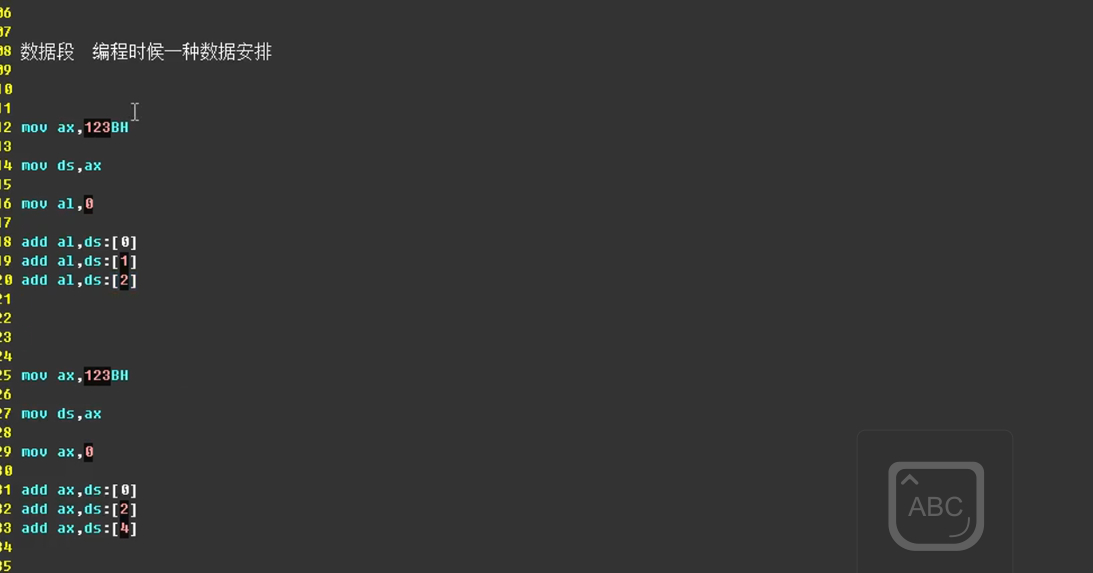 06
07
08 数据段  编程时候一种数据安排
09
10
11
12 mov ax,123BH
13
14 mov ds,ax
15
16 mov al,0
17
18 add al,ds:[0]
19 add al,ds:[1]
20 add al,ds:[2]
21
22
23
24
25 mov ax,123BH
26
27 mov ds,ax
28
29 mov ax,0
30
31 add ax,ds:[0]
32 add ax,ds:[2]
33 add ax,ds:[4]
34
35
ABC